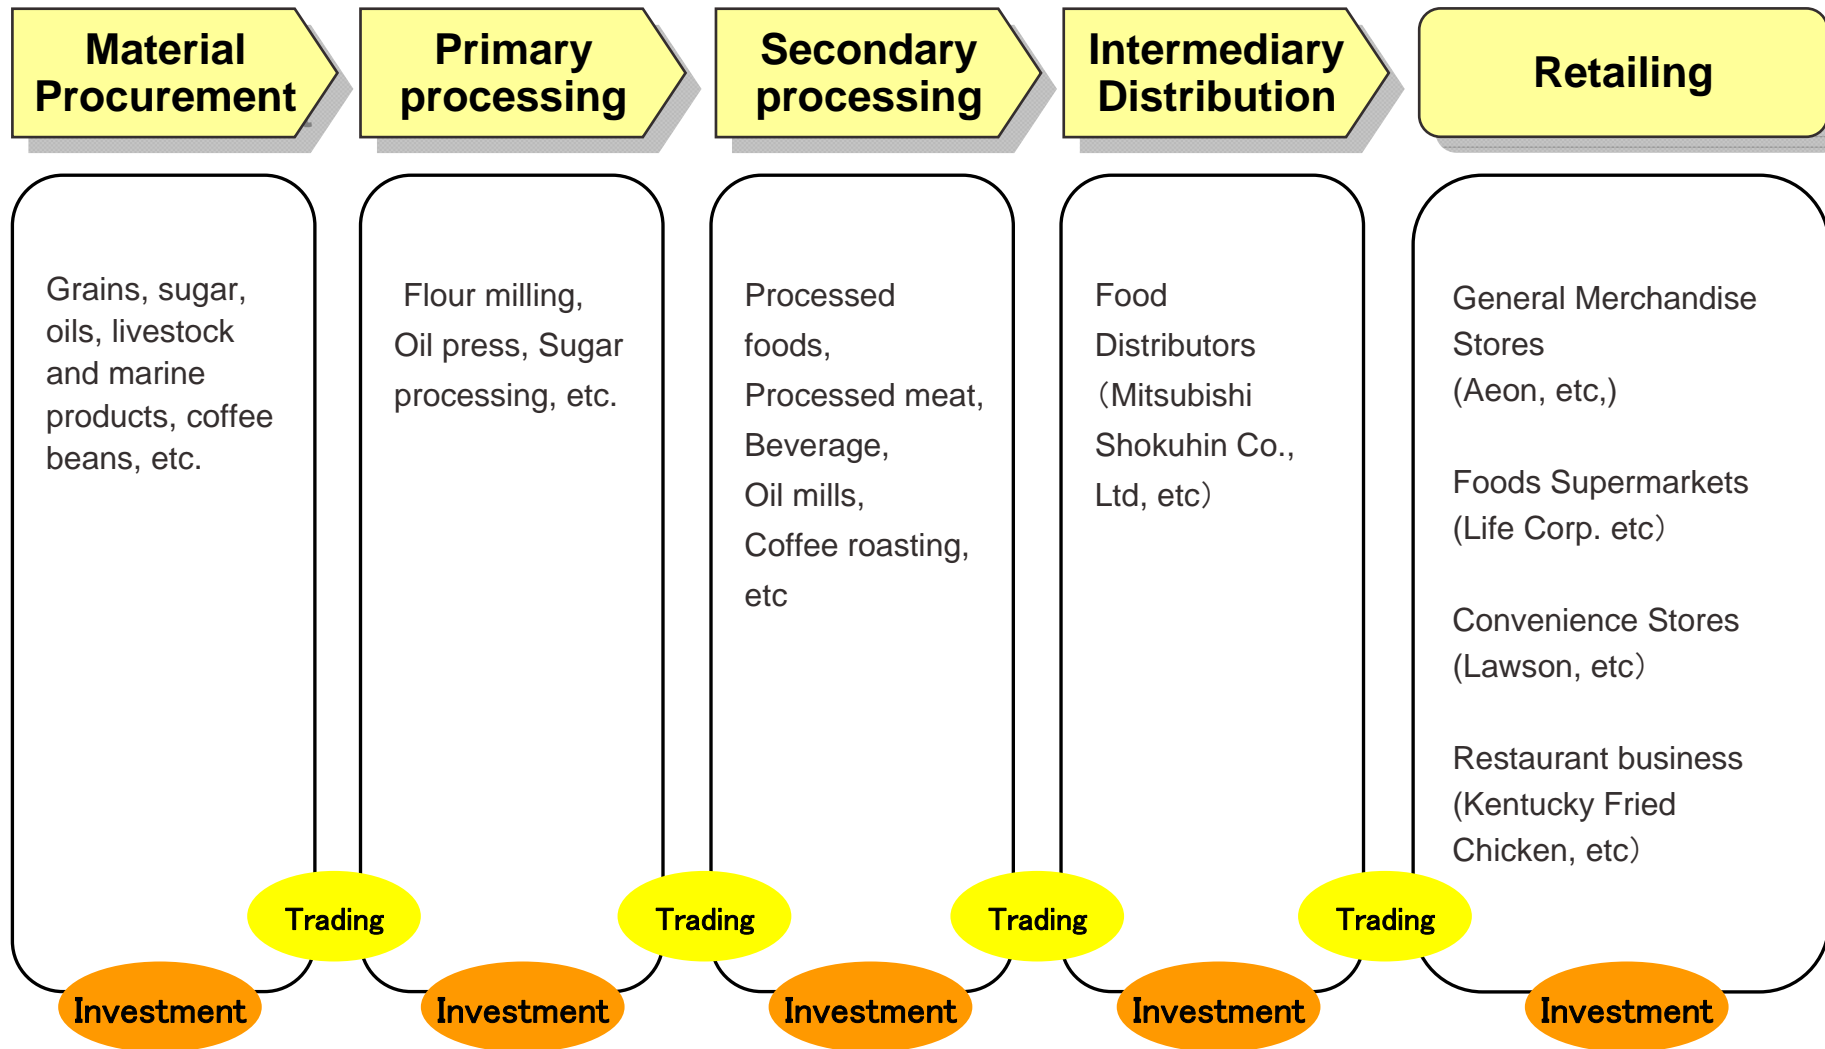 Material
Procurement
Primary
processing
Secondary
processing
Intermediary
Distribution
Retailing
Grains, sugar,
oils, livestock
and marine
products, coffee
beans, etc.
Flour milling,
Oil press, Sugar
processing, etc.
Processed
foods,
Processed meat,
Beverage,
Oil mills,
Coffee roasting,
etc
Food
Distributors
（Mitsubishi
Shokuhin Co.,
Ltd, etc）
General Merchandise
Stores
(Aeon, etc,)
Foods Supermarkets
(Life Corp. etc）
Convenience Stores
(Lawson, etc）
Restaurant business
(Kentucky Fried
Chicken, etc）
Trading
Trading
Trading
Trading
Investment
Investment
Investment
Investment
Investment